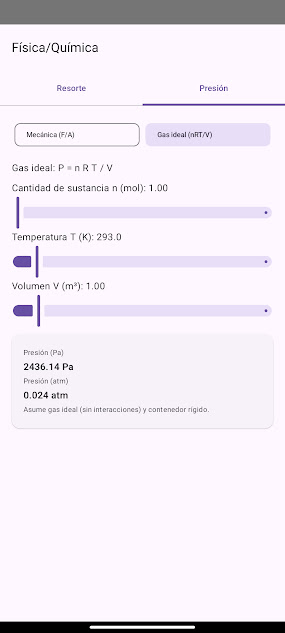 Física/Química
Resorte
Presión
Mecánica (F/A)
Gas ideal (nRT/V)
Gas ideal: P = n R T / V
Cantidad de sustancia n (mol): 1.00
Temperatura T (K): 293.0
Volumen V (m³): 1.00
Presión (Pa)
2436.14 Pa
Presión (atm)
0.024 atm
Asume gas ideal (sin interacciones) y contenedor rígido.